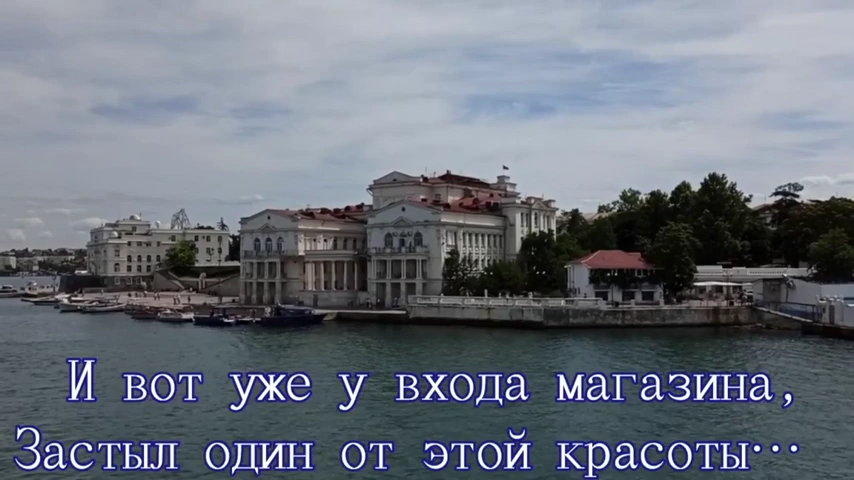 И вот уже у входа магазина,
Застыл один от этой красоты...